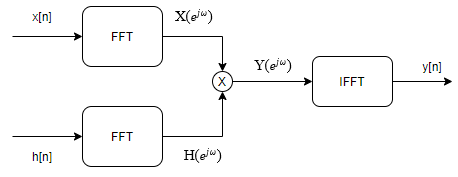 x[n]
FFT
X(e^{jω})
X
Y(e^{jω})
IFFT
y[n]
h[n]
FFT
H(e^{jω})